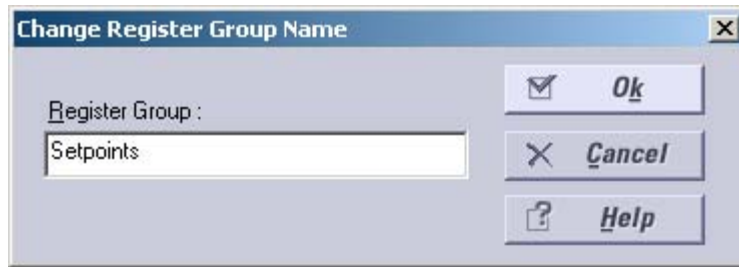 Change Register Group Name
Register Group :
Setpoints
Ok
Cancel
Help